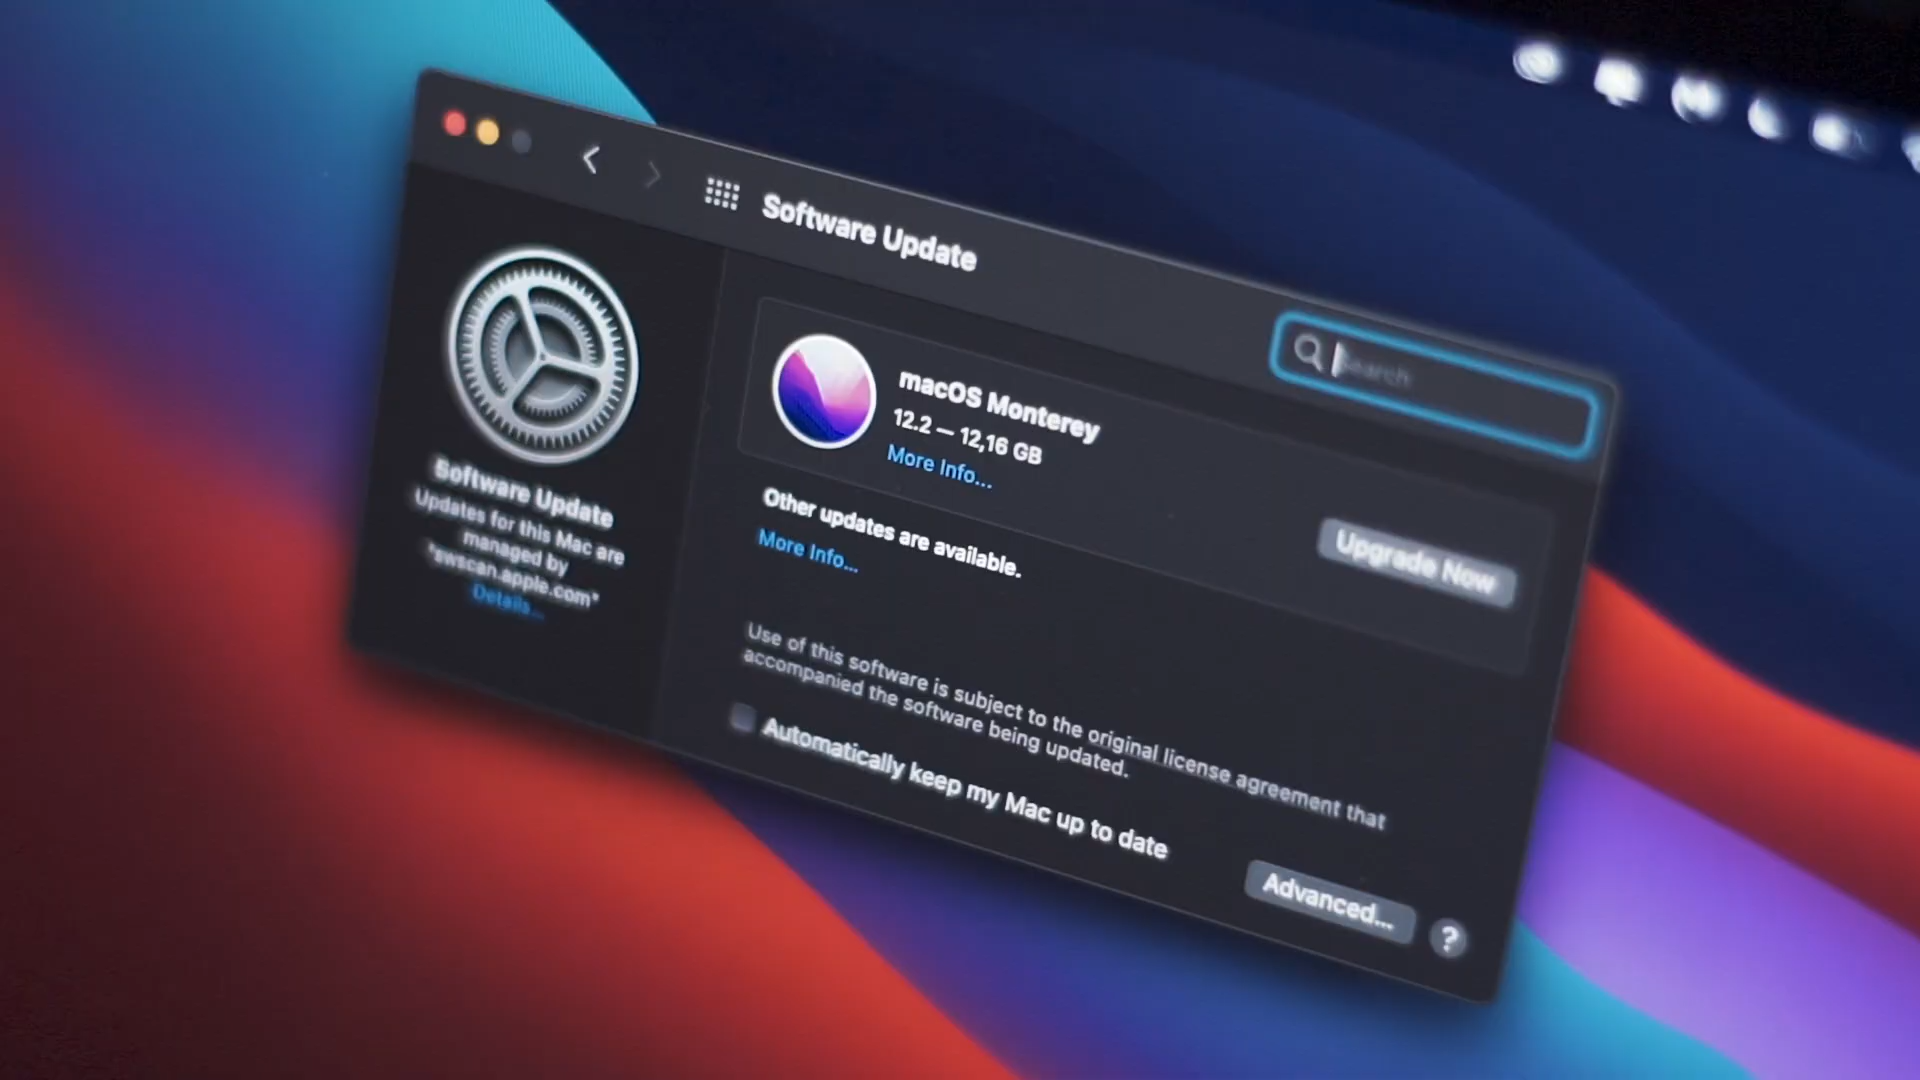 Software Update
Search
macOS Monterey
12.2 — 12,16 GB
More Info...
Upgrade Now
Software Update
Updates for this Mac are
managed by
"swscan.apple.com"
Details...
Other updates are available.
More Info...
Use of this software is subject to the original license agreement that
accompanied the software being updated.
Automatically keep my Mac up to date
Advanced...
?